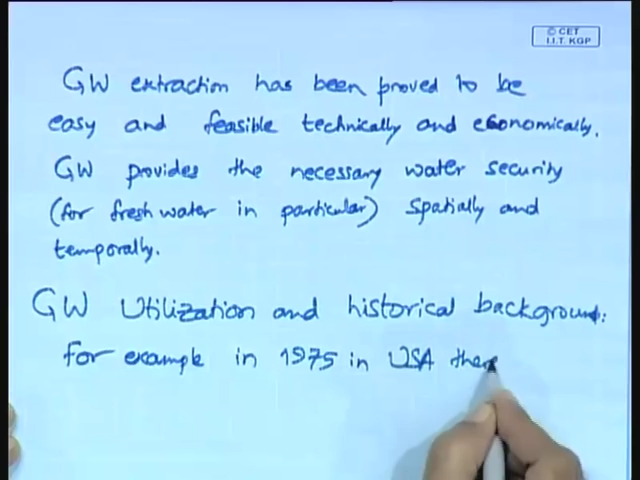 © CET
I.I.T. KGP
GW extraction has been proved to be
easy and feasible technically and economically.
GW provides the necessary water security
(for fresh water in particular) spatially and
temporally.
GW Utilization and historical background:
for example in 1975 in USA there